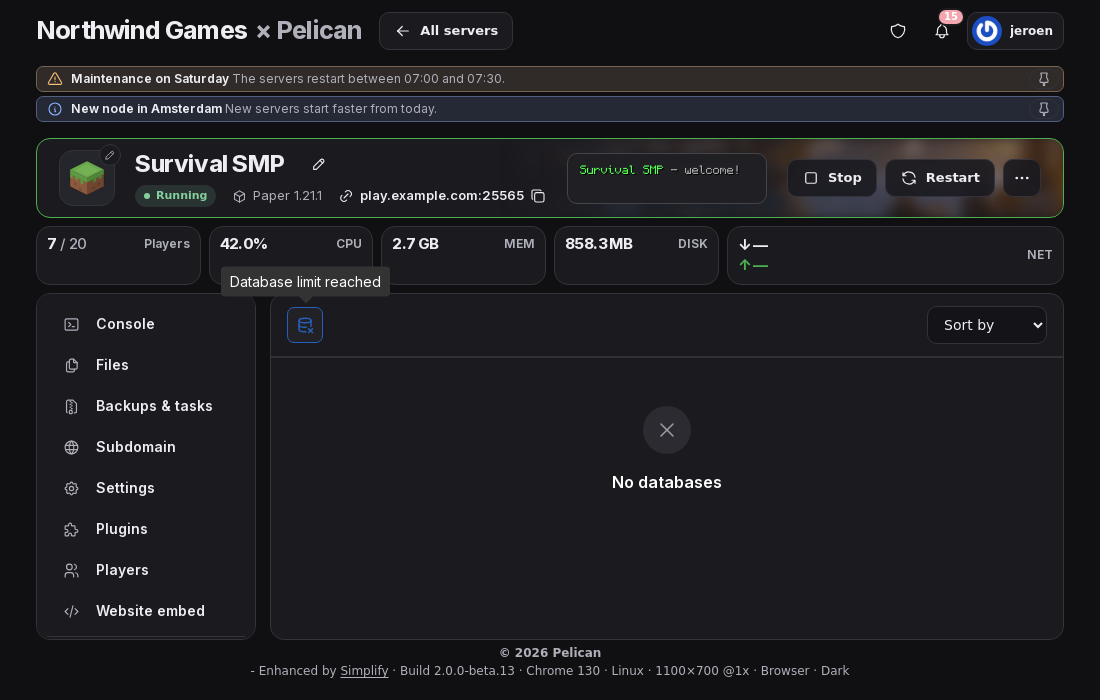 Northwind Games × Pelican
All servers
15
jeroen
Maintenance on Saturday The servers restart between 07:00 and 07:30.
New node in Amsterdam New servers start faster from today.
Survival SMP
Running
Paper 1.21.1
play.example.com:25565
Survival SMP — welcome!
Stop
Restart
7 / 20 Players
42.0% CPU
2.7 GB MEM
858.3 MB DISK
↓—
↑—
NET
Database limit reached
Console
Files
Backups & tasks
Subdomain
Settings
Plugins
Players
Website embed
Sort by
No databases
© 2026 Pelican
- Enhanced by Simplify · Build 2.0.0-beta.13 · Chrome 130 · Linux · 1100×700 @1x · Browser · Dark